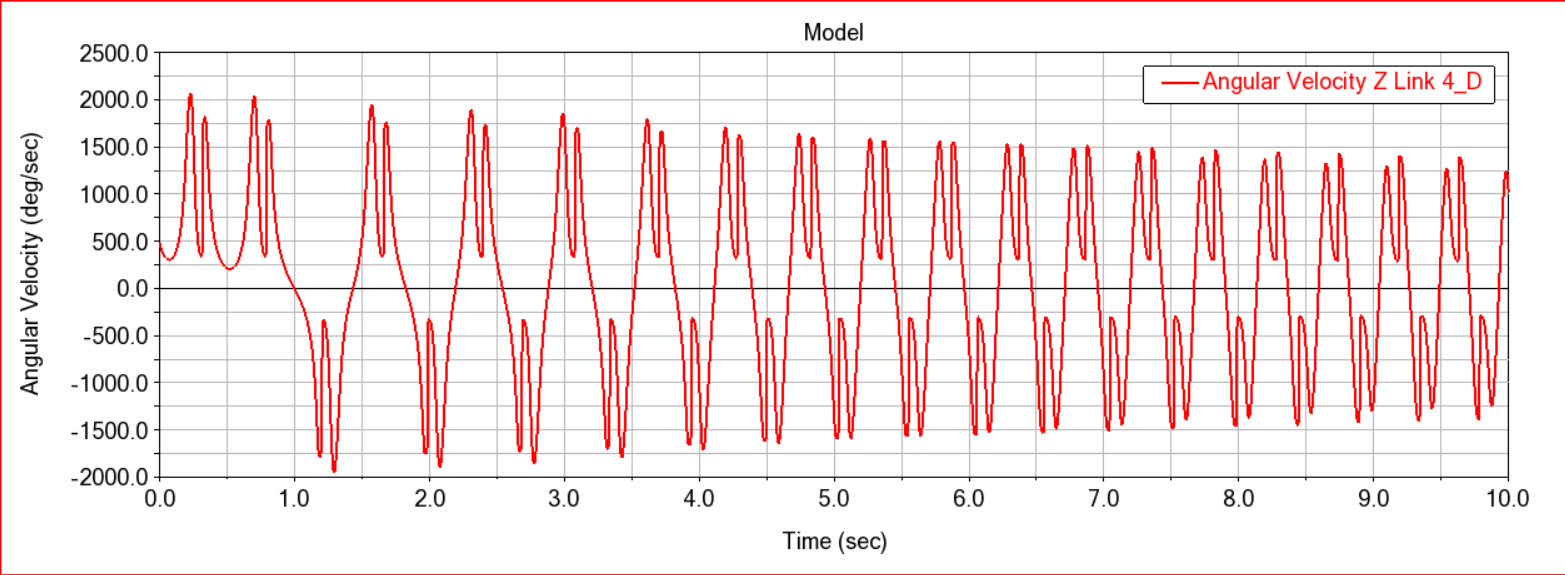 Model
Angular Velocity Z Link 4_D
Angular Velocity (deg/sec)
2500.0
2000.0
1500.0
1000.0
500.0
0.0
-500.0
-1000.0
-1500.0
-2000.0
0.0 1.0 2.0 3.0 4.0 5.0 6.0 7.0 8.0 9.0 10.0
Time (sec)